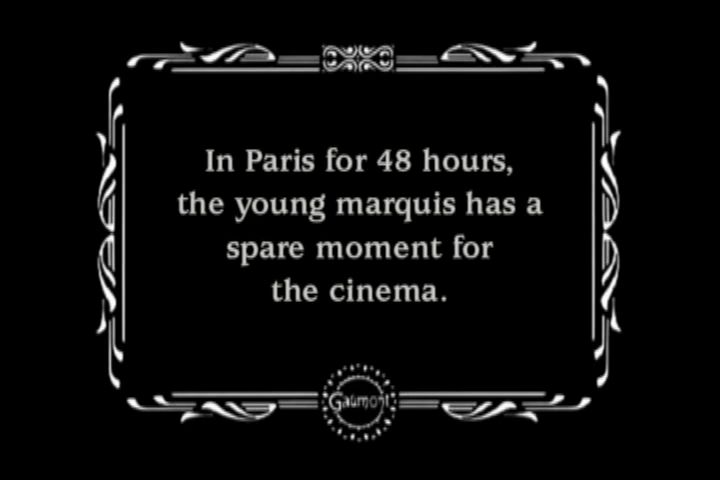 In Paris for 48 hours,
the young marquis has a
spare moment for
the cinema.
Gaumont